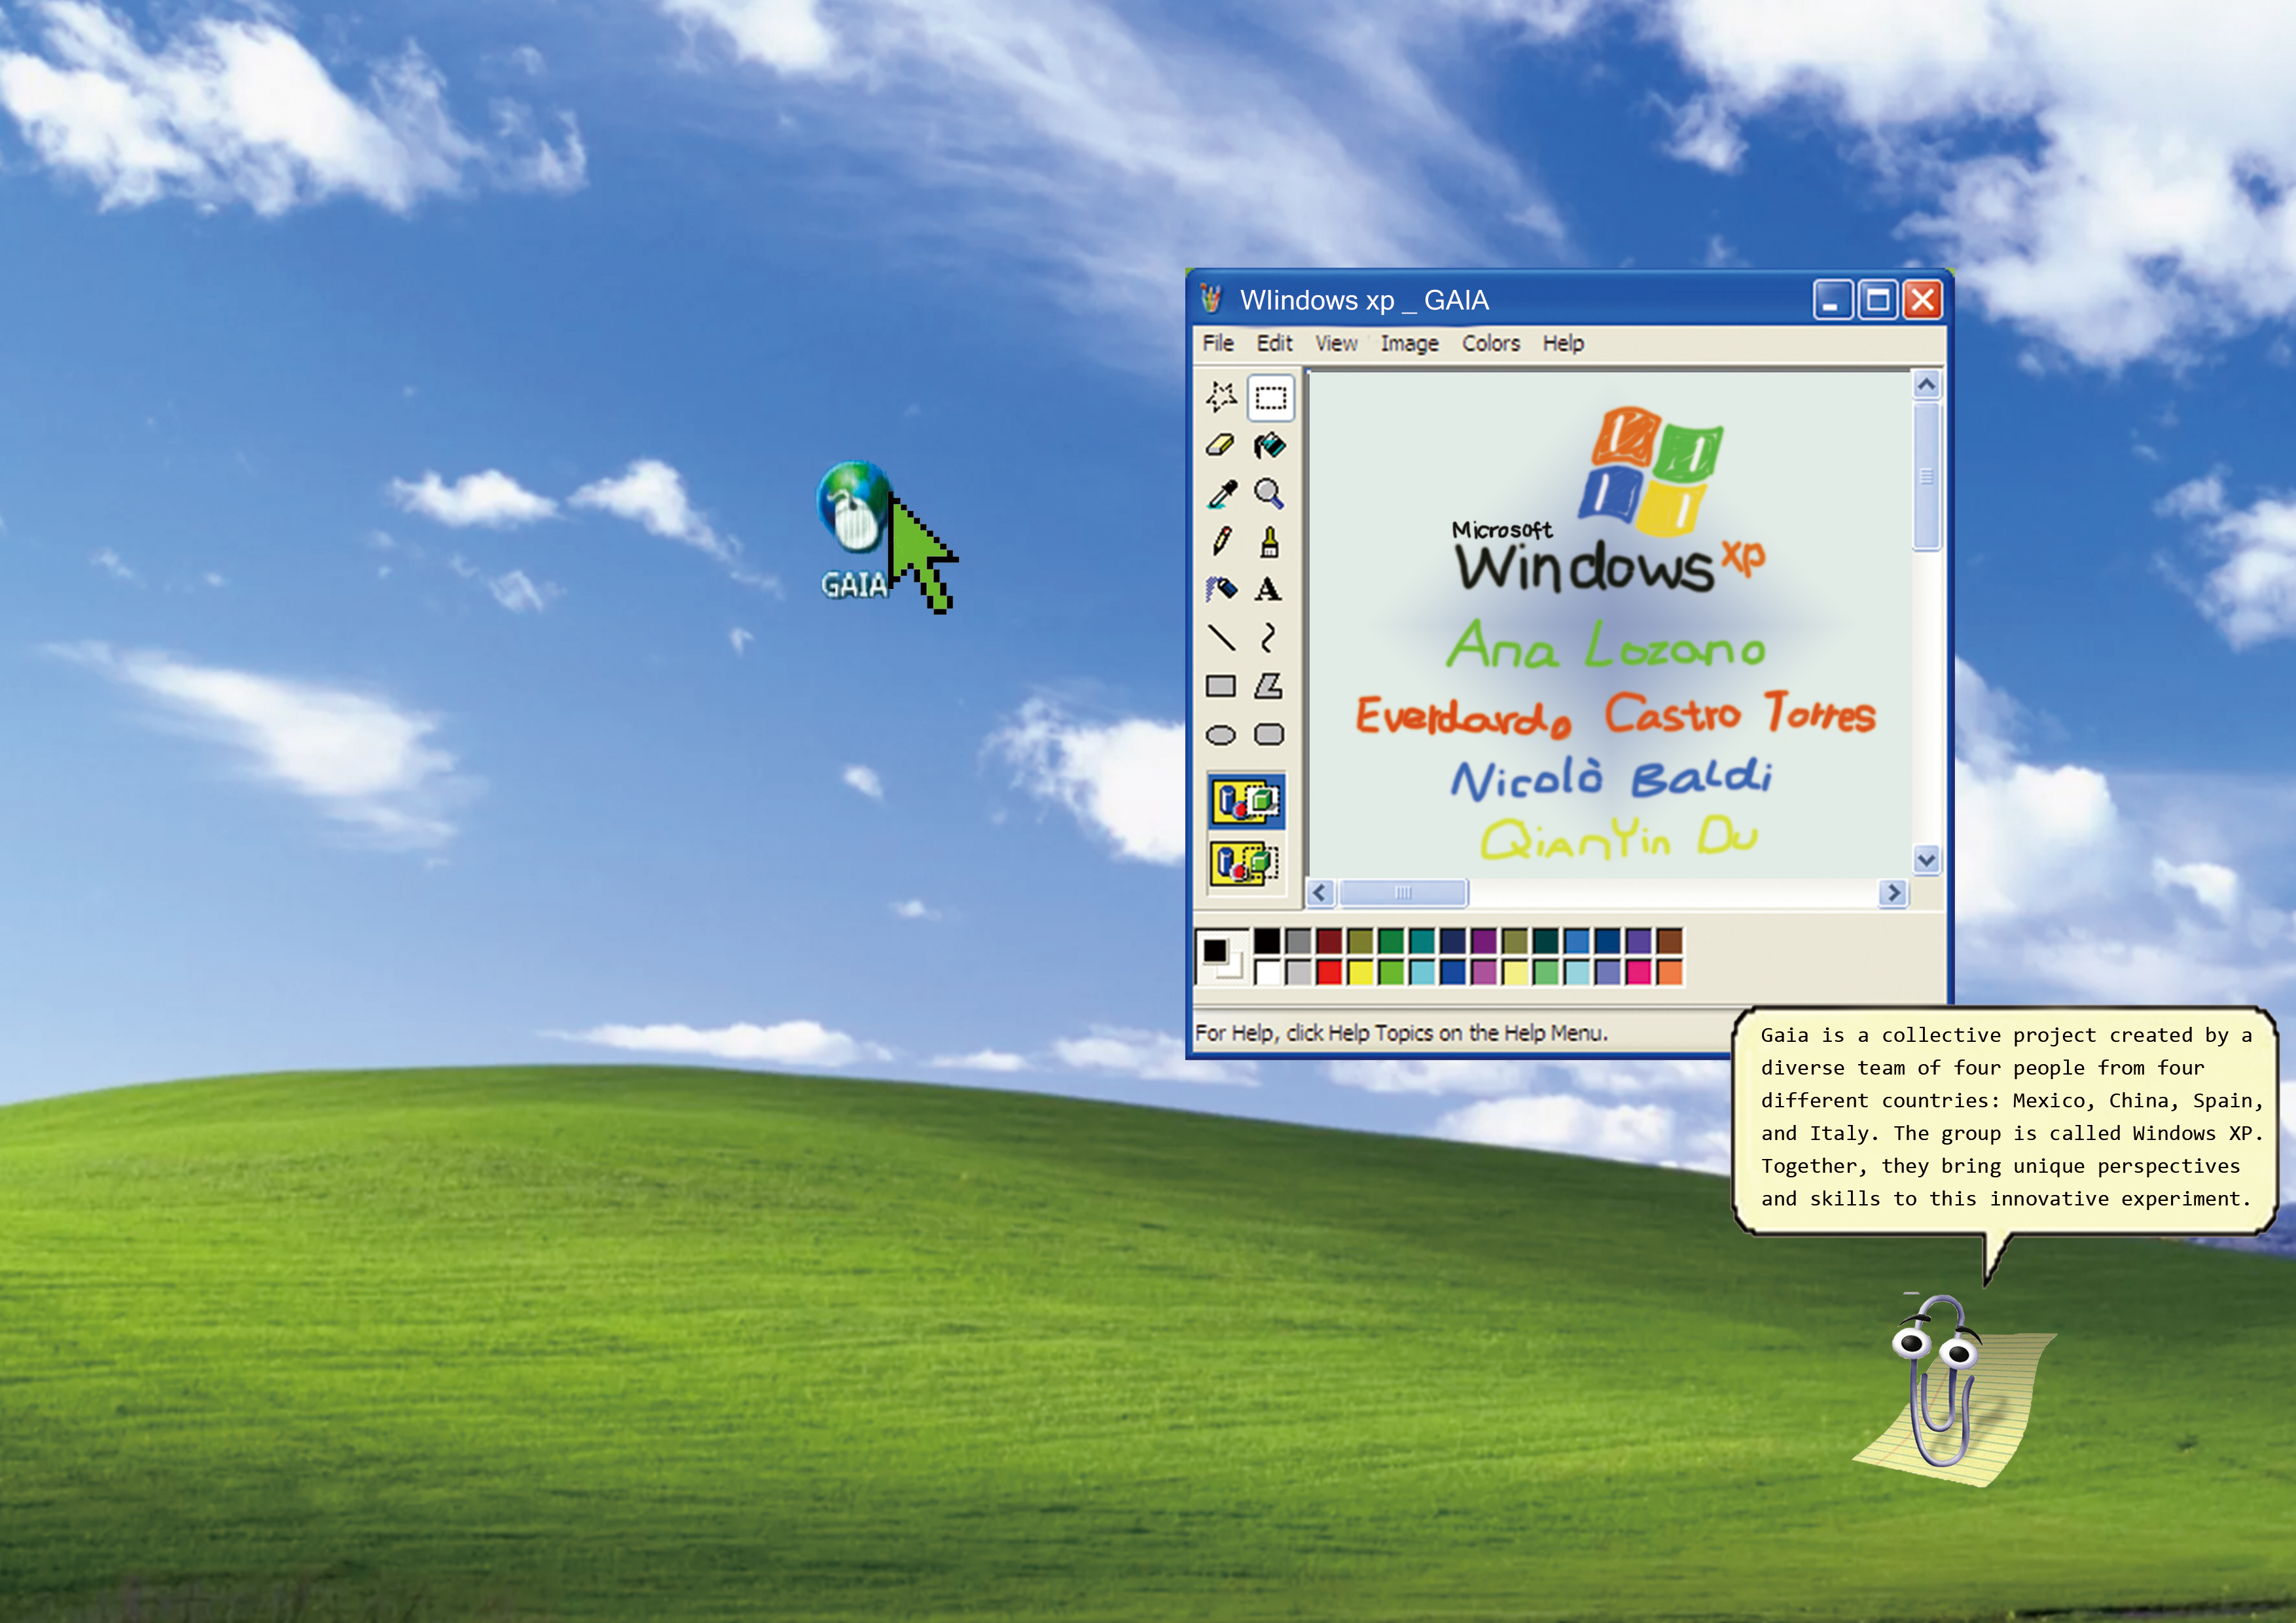 WIindows xp _ GAIA
File Edit View Image Colors Help
Microsoft
Windows xp
GAIA
Ana Lozano
Everdardo Castro Torres
Nicolò Baldi
QianYin Du
For Help, click Help Topics on the Help Menu.
Gaia is a collective project created by a
diverse team of four people from four
different countries: Mexico, China, Spain,
and Italy. The group is called Windows XP.
Together, they bring unique perspectives
and skills to this innovative experiment.